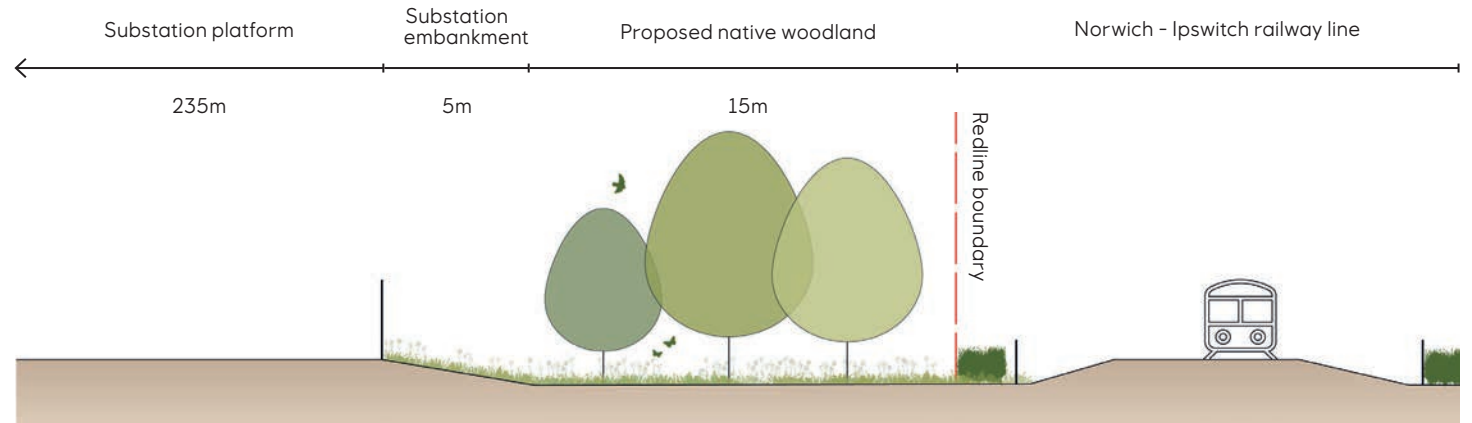 Substation platform
Substation
embankment
Proposed native woodland
Norwich - Ipswitch railway line
235m
5m
15m
Redline boundary